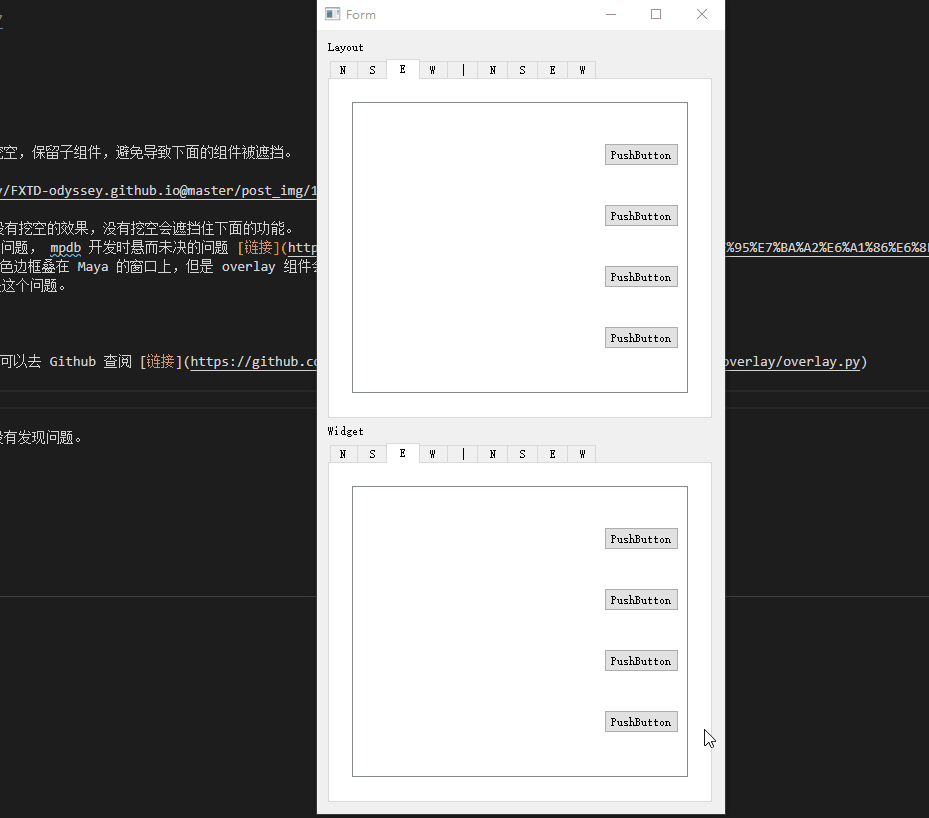 Form
Layout
N S E W | N S E W
PushButton
PushButton
PushButton
PushButton
Widget
N S E W | N S E W
PushButton
PushButton
PushButton
PushButton
空，保留子组件，避免导致下面的组件被遮挡。
/FXTD-odyssey.github.io@master/post_img/1
没有挖空的效果，没有挖空会遮挡住下面的功能。
问题， mpdb 开发时悬而未决的问题 [链接](http %95%E7%BA%A2%E6%A1%86%E6%8
色边框叠在 Maya 的窗口上，但是 overlay 组件会
这个问题。
可以去 Github 查阅 [链接](https://github.co overlay/overlay.py)
没有发现问题。